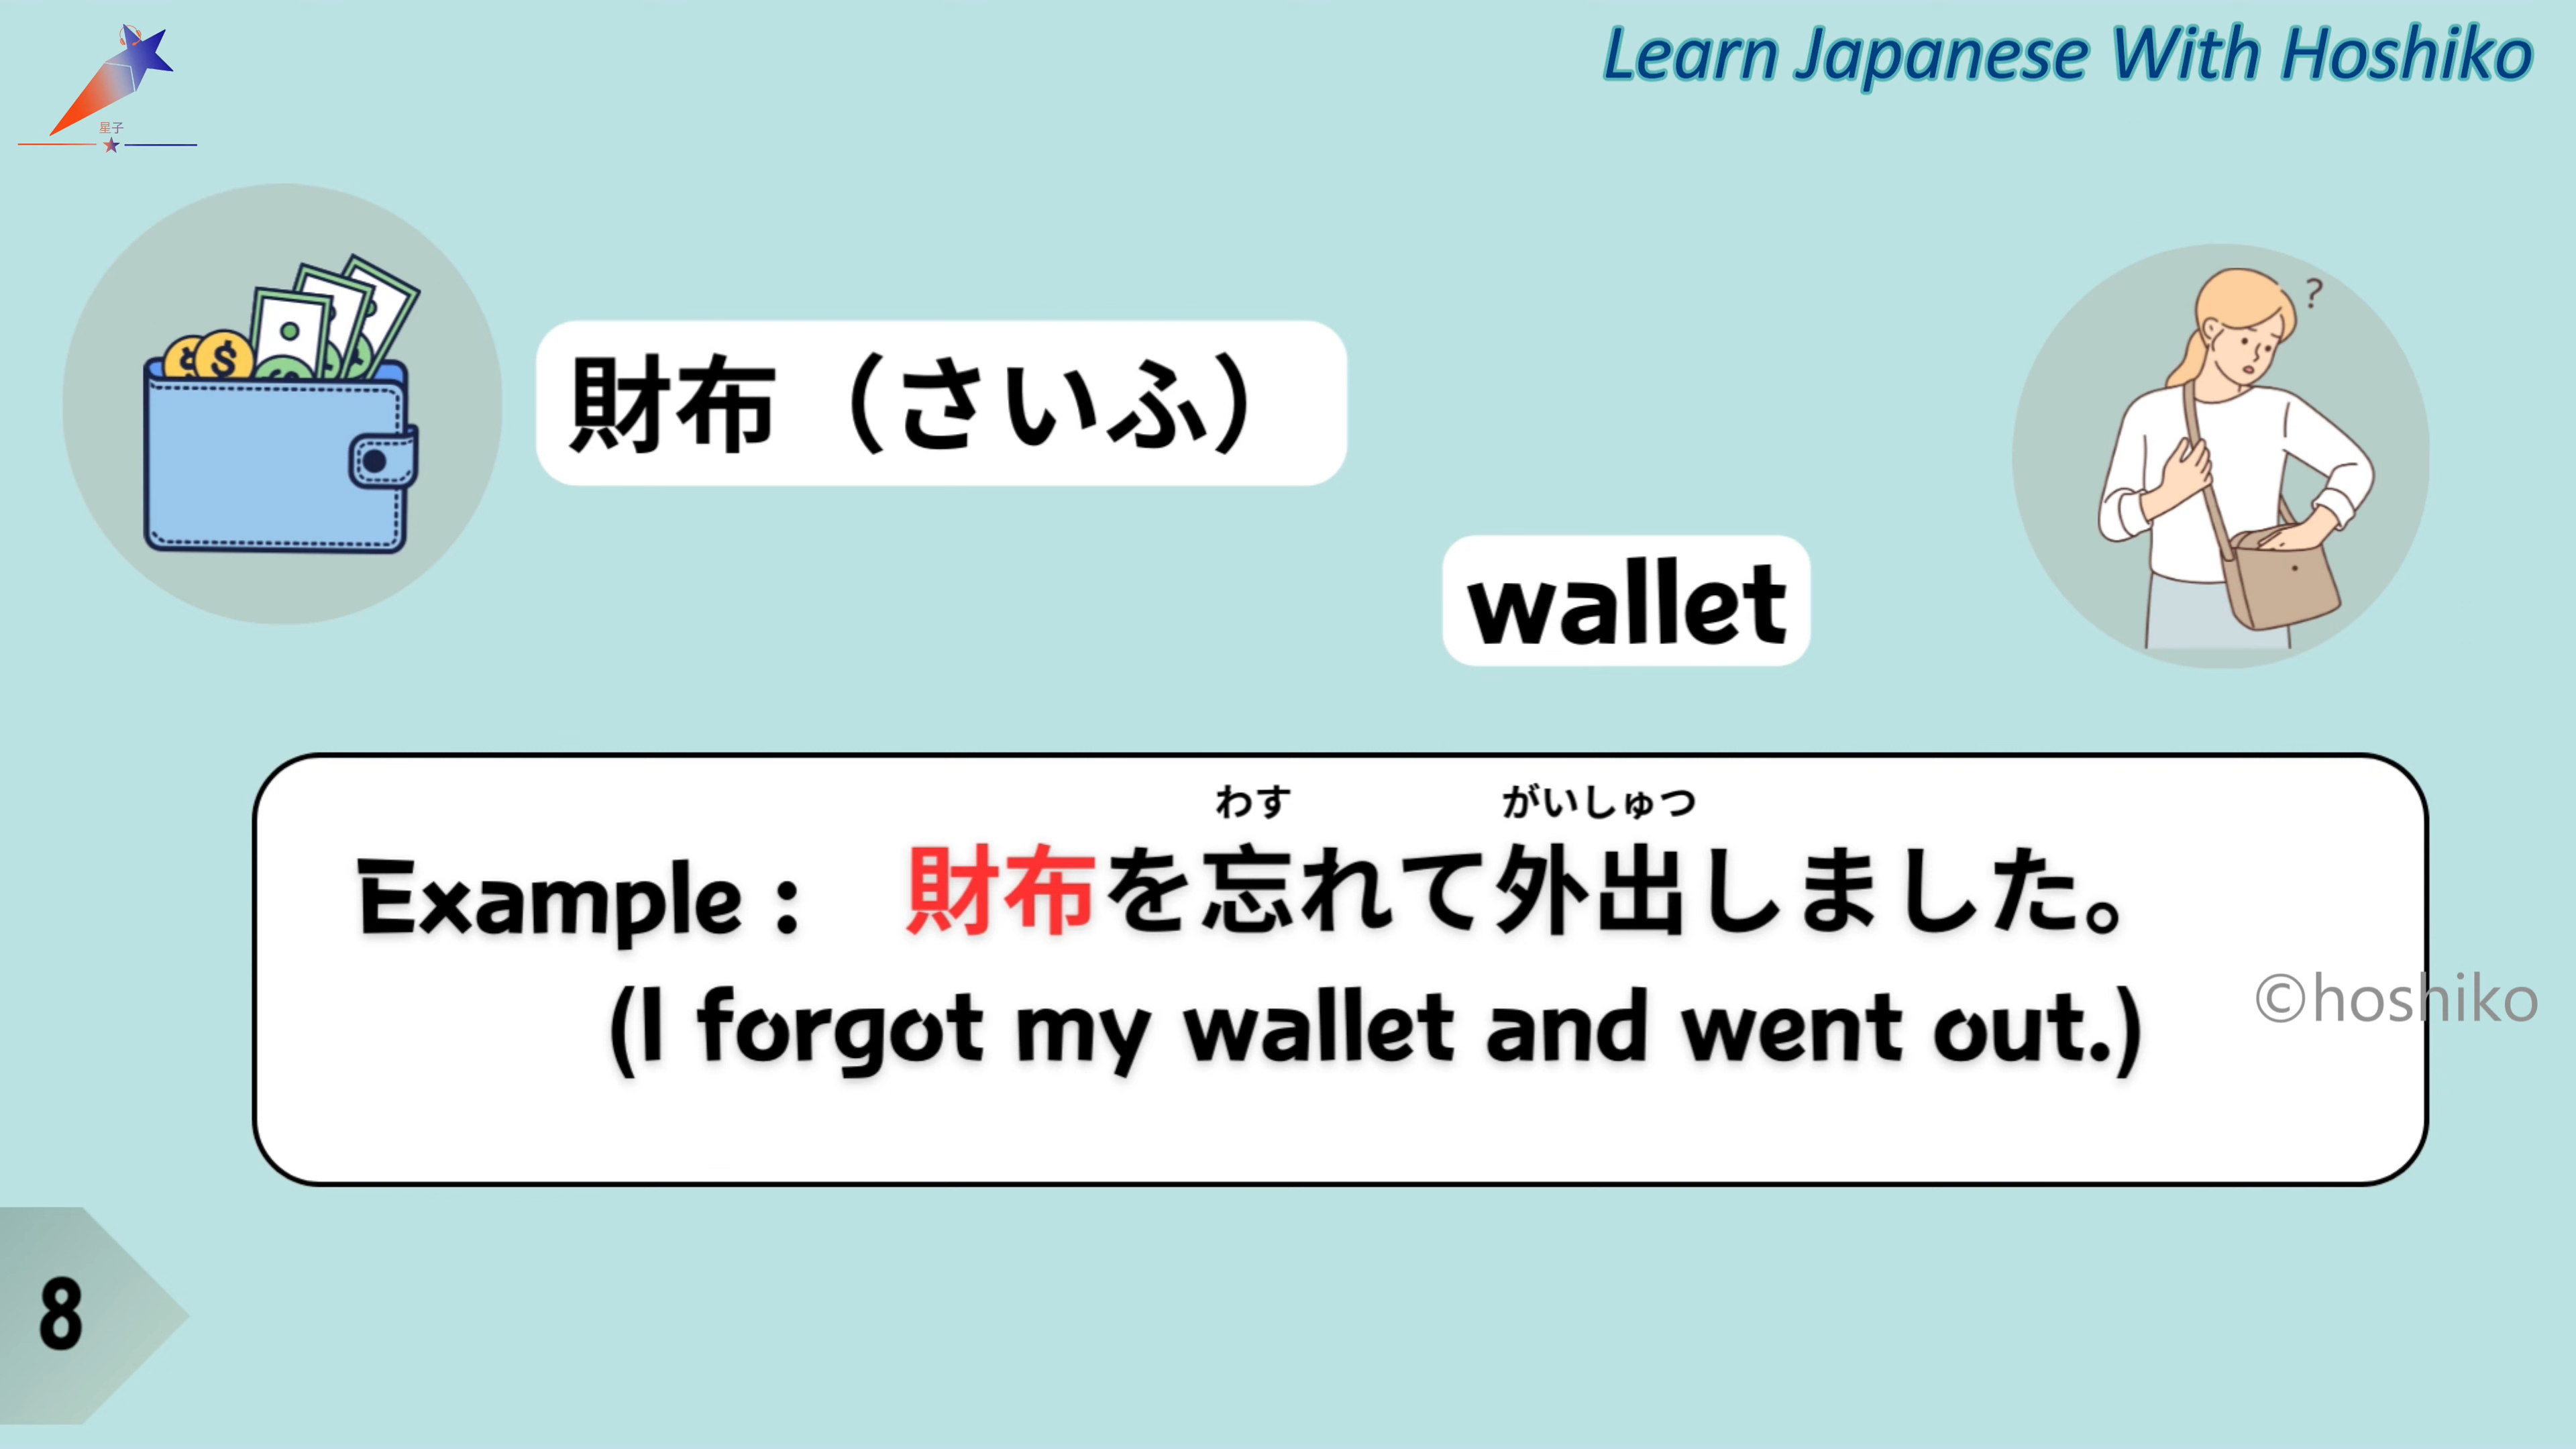 Learn Japanese With Hoshiko
星子
財布（さいふ）
wallet
わす がいしゅつ
Example : 財布を忘れて外出しました。
(I forgot my wallet and went out.)
©hoshiko
8